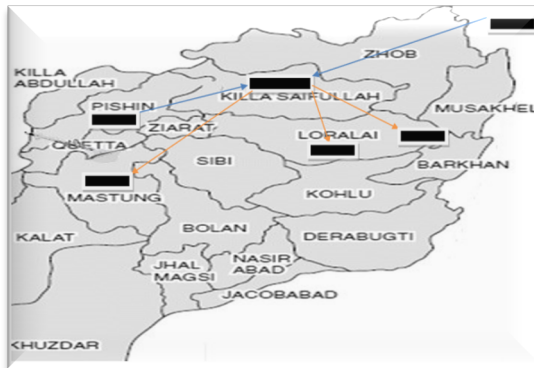 ZHOB
KILLA
ABDULLAH
KILLA SAIFULLAH
MUSAKHEL
PISHIN
ZIARAT
LORALAI
QUETTA
SIBI
BARKHAN
MASTUNG
KOHLU
BOLAN
KALAT
DERABUGTI
NASIR
ABAD
JHAL
MAGSI
JACOBABAD
KHUZDAR